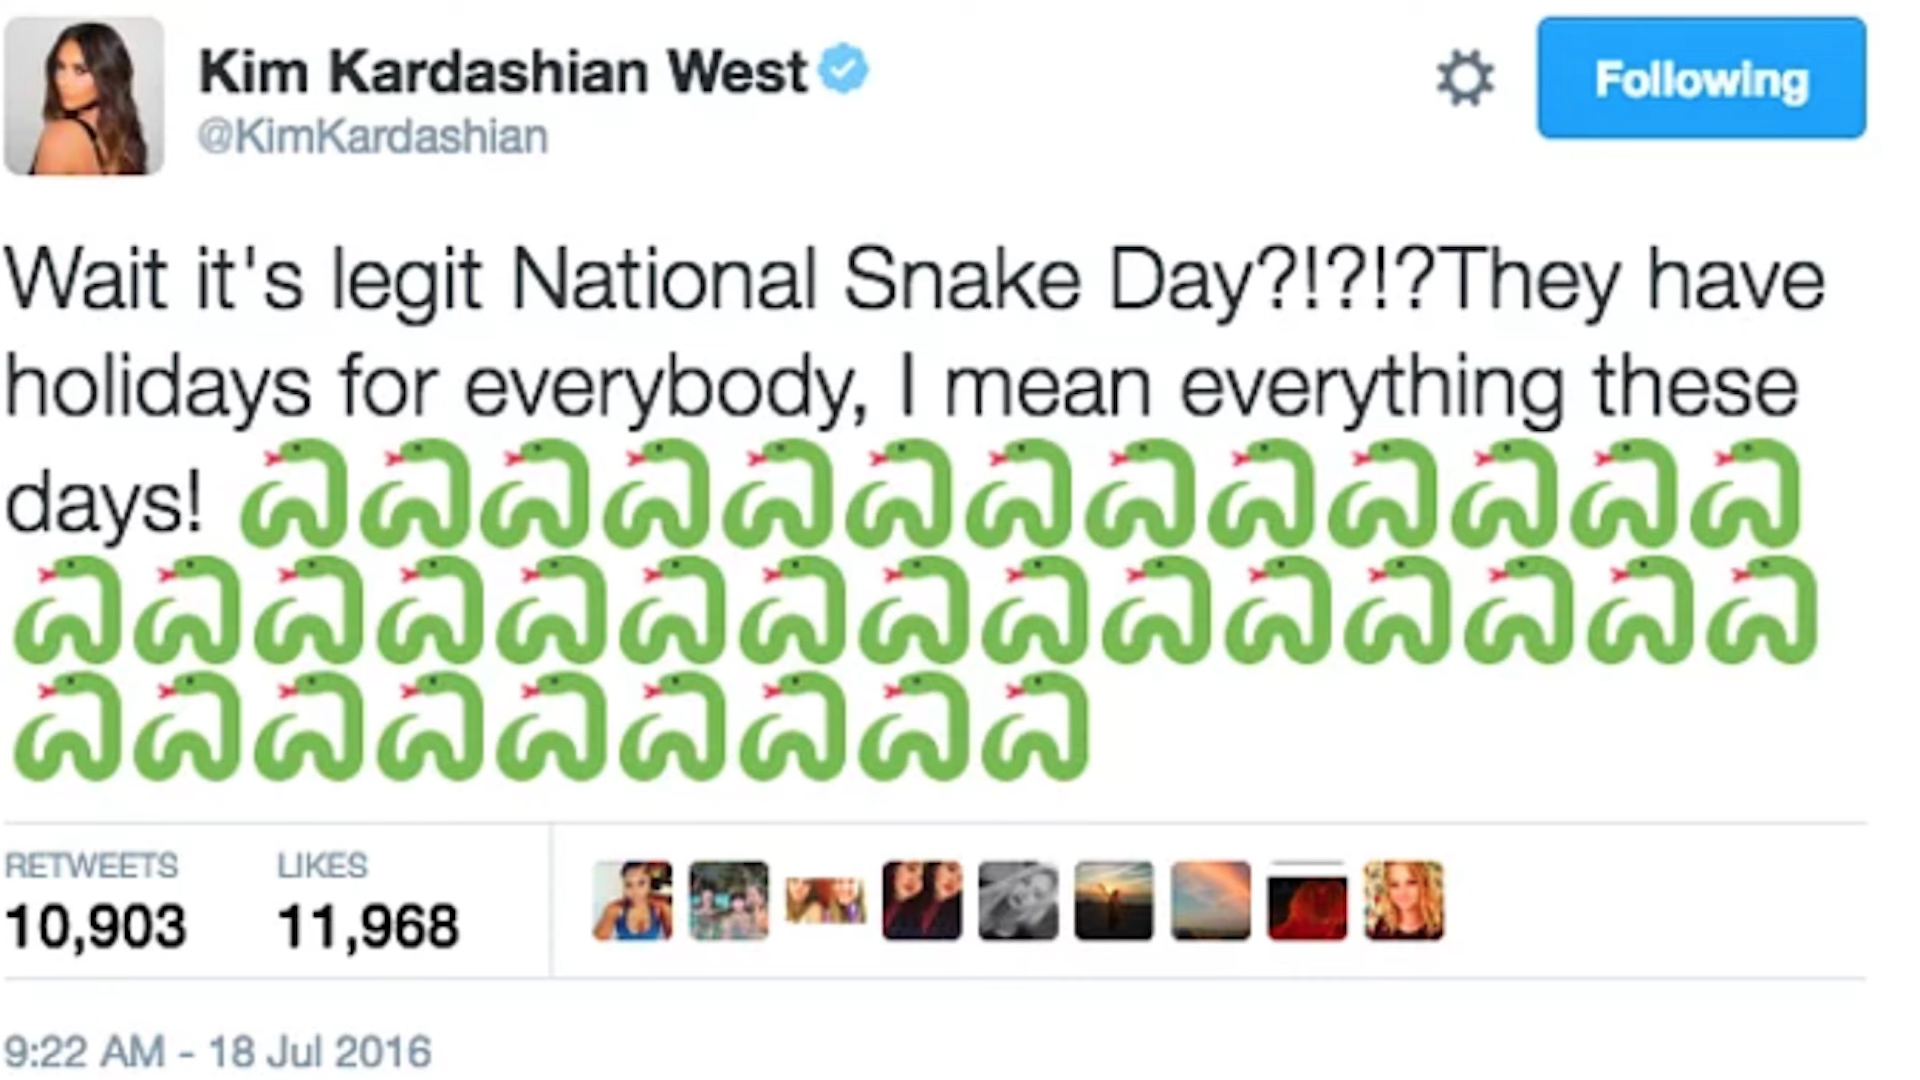 Kim Kardashian West
@KimKardashian
Following
Wait it's legit National Snake Day?!?!?They have
holidays for everybody, I mean everything these
days! 🐍🐍🐍🐍🐍🐍🐍🐍🐍🐍🐍🐍🐍
🐍🐍🐍🐍🐍🐍🐍🐍🐍🐍🐍🐍🐍🐍🐍
🐍🐍🐍🐍🐍🐍🐍🐍🐍
RETWEETS LIKES
10,903 11,968
9:22 AM - 18 Jul 2016